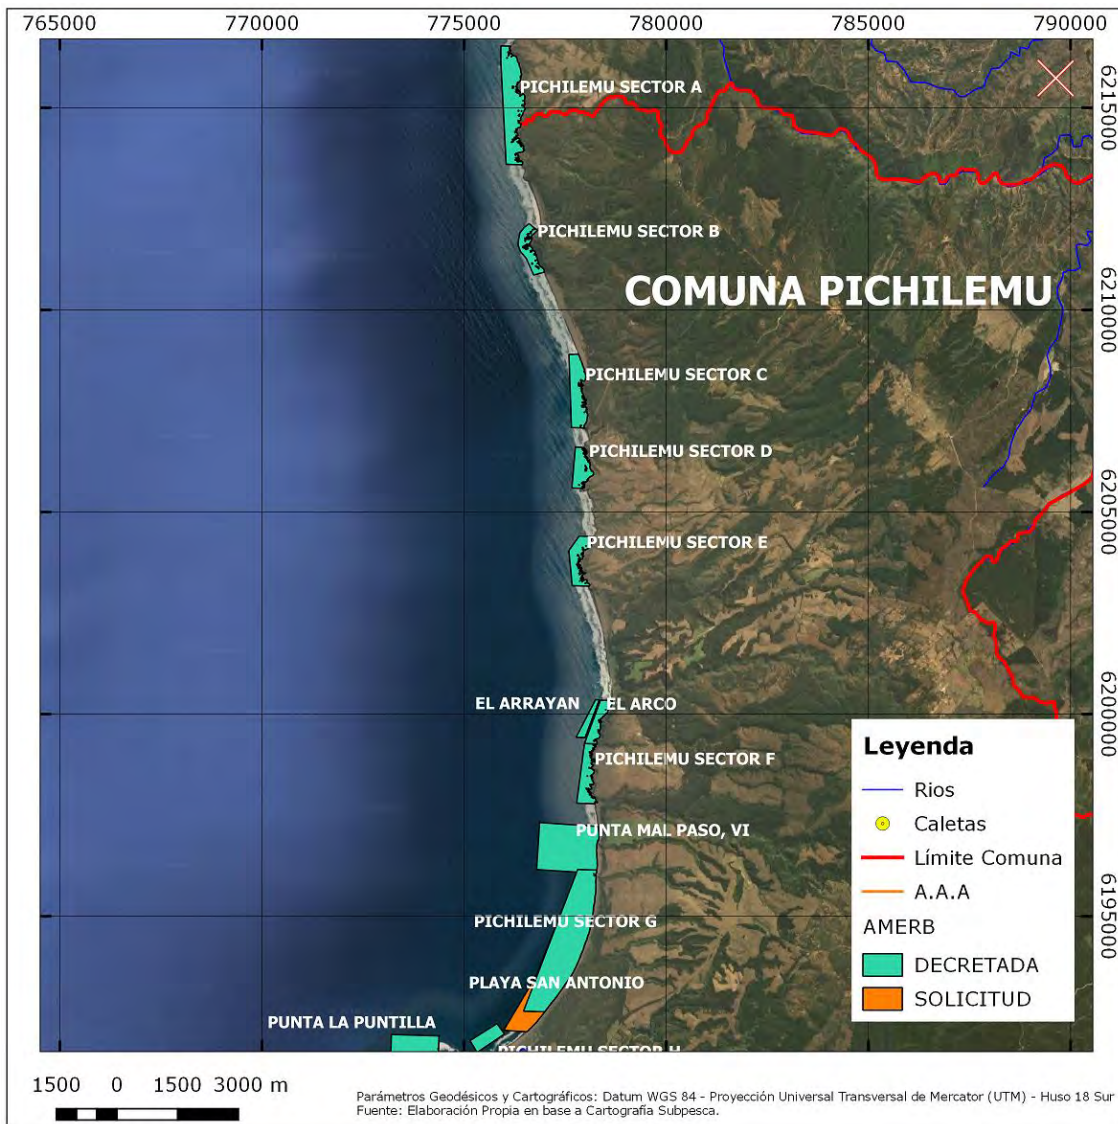 765000 770000 775000 780000 785000 790000
6215000
PICHILEMU SECTOR A
PICHILEMU SECTOR B
COMUNA PICHILEMU
6210000
PICHILEMU SECTOR C
PICHILEMU SECTOR D
6205000
PICHILEMU SECTOR E
EL ARRAYAN EL ARCO
6200000
PICHILEMU SECTOR F
PUNTA MAL PASO, VI
6195000
PICHILEMU SECTOR G
PLAYA SAN ANTONIO
PUNTA LA PUNTILLA
PICHILEMU SECTOR H
Leyenda
Rios
Caletas
Límite Comuna
A.A.A
AMERB
DECRETADA
SOLICITUD
1500 0 1500 3000 m
Parámetros Geodésicos y Cartográficos: Datum WGS 84 - Proyección Universal Transversal de Mercator (UTM) - Huso 18 Sur
Fuente: Elaboración Propia en base a Cartografía Subpesca.